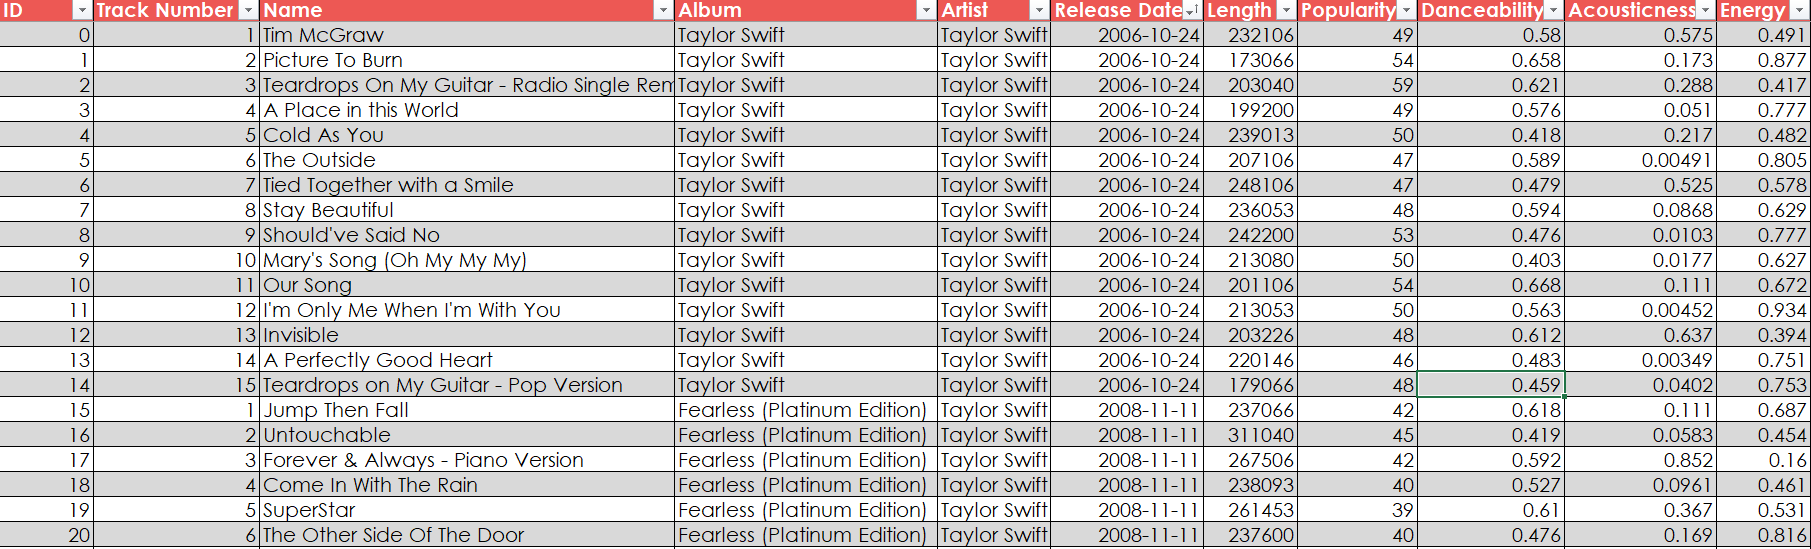 ID Track Number Name Album Artist Release Date Length Popularity Danceability Acousticness Energy
0 1 Tim McGraw Taylor Swift Taylor Swift 2006-10-24 232106 49 0.58 0.575 0.491
1 2 Picture To Burn Taylor Swift Taylor Swift 2006-10-24 173066 54 0.658 0.173 0.877
2 3 Teardrops On My Guitar - Radio Single Rem Taylor Swift Taylor Swift 2006-10-24 203040 59 0.621 0.288 0.417
3 4 A Place in this World Taylor Swift Taylor Swift 2006-10-24 199200 49 0.576 0.051 0.777
4 5 Cold As You Taylor Swift Taylor Swift 2006-10-24 239013 50 0.418 0.217 0.482
5 6 The Outside Taylor Swift Taylor Swift 2006-10-24 207106 47 0.589 0.00491 0.805
6 7 Tied Together with a Smile Taylor Swift Taylor Swift 2006-10-24 248106 47 0.479 0.525 0.578
7 8 Stay Beautiful Taylor Swift Taylor Swift 2006-10-24 236053 48 0.594 0.0868 0.629
8 9 Should've Said No Taylor Swift Taylor Swift 2006-10-24 242200 53 0.476 0.0103 0.777
9 10 Mary's Song (Oh My My My) Taylor Swift Taylor Swift 2006-10-24 213080 50 0.403 0.0177 0.627
10 11 Our Song Taylor Swift Taylor Swift 2006-10-24 201106 54 0.668 0.111 0.672
11 12 I'm Only Me When I'm With You Taylor Swift Taylor Swift 2006-10-24 213053 50 0.563 0.00452 0.934
12 13 Invisible Taylor Swift Taylor Swift 2006-10-24 203226 48 0.612 0.637 0.394
13 14 A Perfectly Good Heart Taylor Swift Taylor Swift 2006-10-24 220146 46 0.483 0.00349 0.751
14 15 Teardrops on My Guitar - Pop Version Taylor Swift Taylor Swift 2006-10-24 179066 48 0.459 0.0402 0.753
15 1 Jump Then Fall Fearless (Platinum Edition) Taylor Swift 2008-11-11 237066 42 0.618 0.111 0.687
16 2 Untouchable Fearless (Platinum Edition) Taylor Swift 2008-11-11 311040 45 0.419 0.0583 0.454
17 3 Forever & Always - Piano Version Fearless (Platinum Edition) Taylor Swift 2008-11-11 267506 42 0.592 0.852 0.16
18 4 Come In With The Rain Fearless (Platinum Edition) Taylor Swift 2008-11-11 238093 40 0.527 0.0961 0.461
19 5 SuperStar Fearless (Platinum Edition) Taylor Swift 2008-11-11 261453 39 0.61 0.367 0.531
20 6 The Other Side Of The Door Fearless (Platinum Edition) Taylor Swift 2008-11-11 237600 40 0.476 0.169 0.816